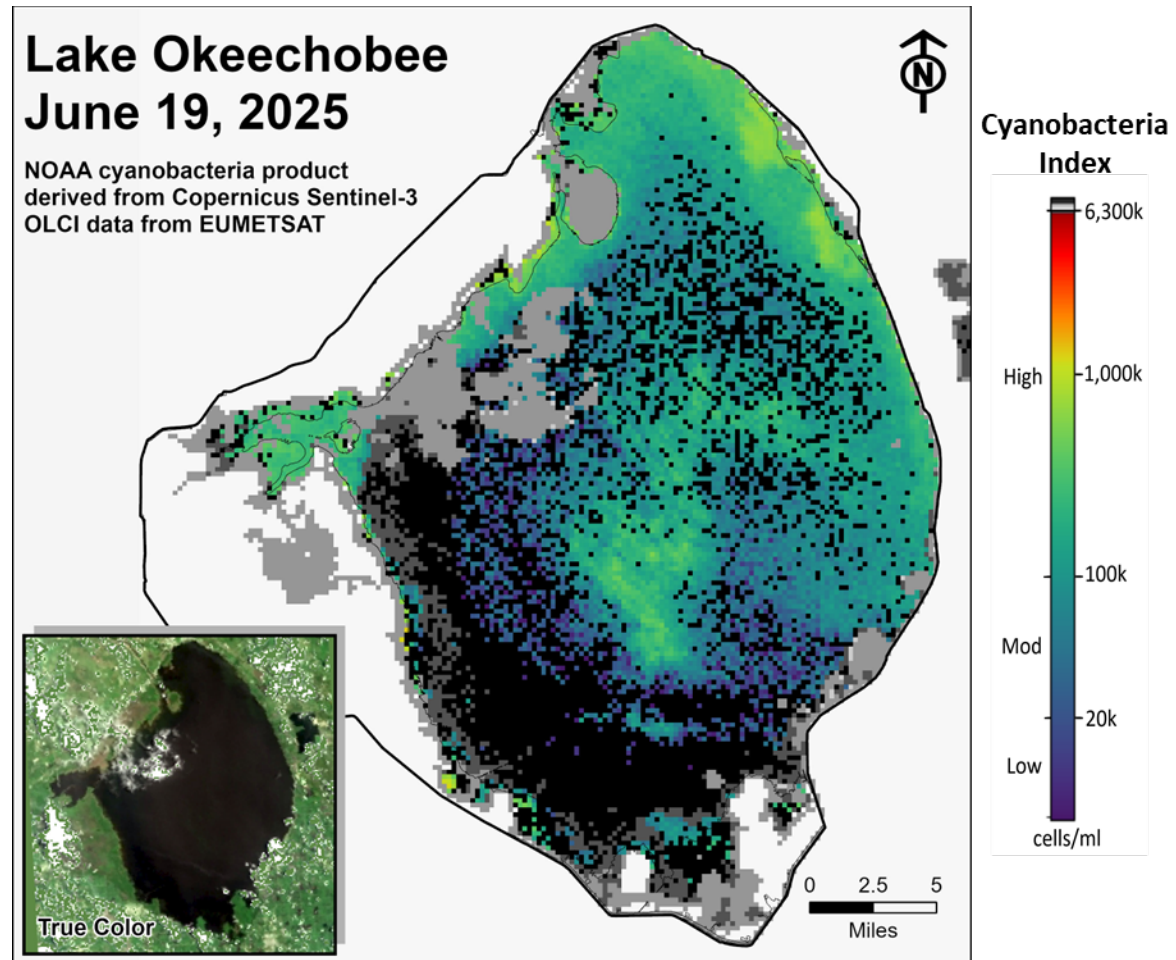 Lake Okeechobee
June 19, 2025
NOAA cyanobacteria product
derived from Copernicus Sentinel-3
OLCI data from EUMETSAT
N
Cyanobacteria
Index
6,300k
High
1,000k
100k
Mod
20k
Low
cells/ml
True Color
0 2.5 5
Miles